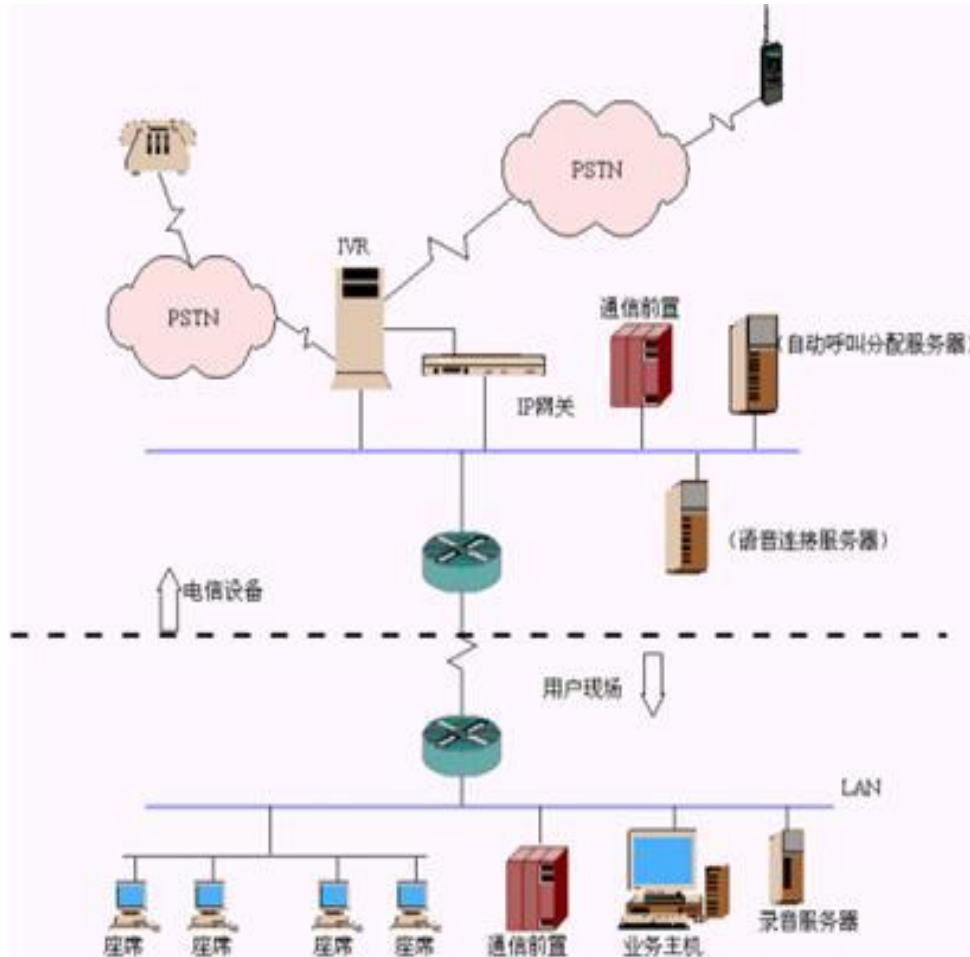 PSTN
IVR
PSTN
通信前置
(自动呼叫分配服务器)
IP网关
(语音连接服务器)
电信设备
用户现场
LAN
座席
座席
座席
座席
通信前置
业务主机
录音服务器